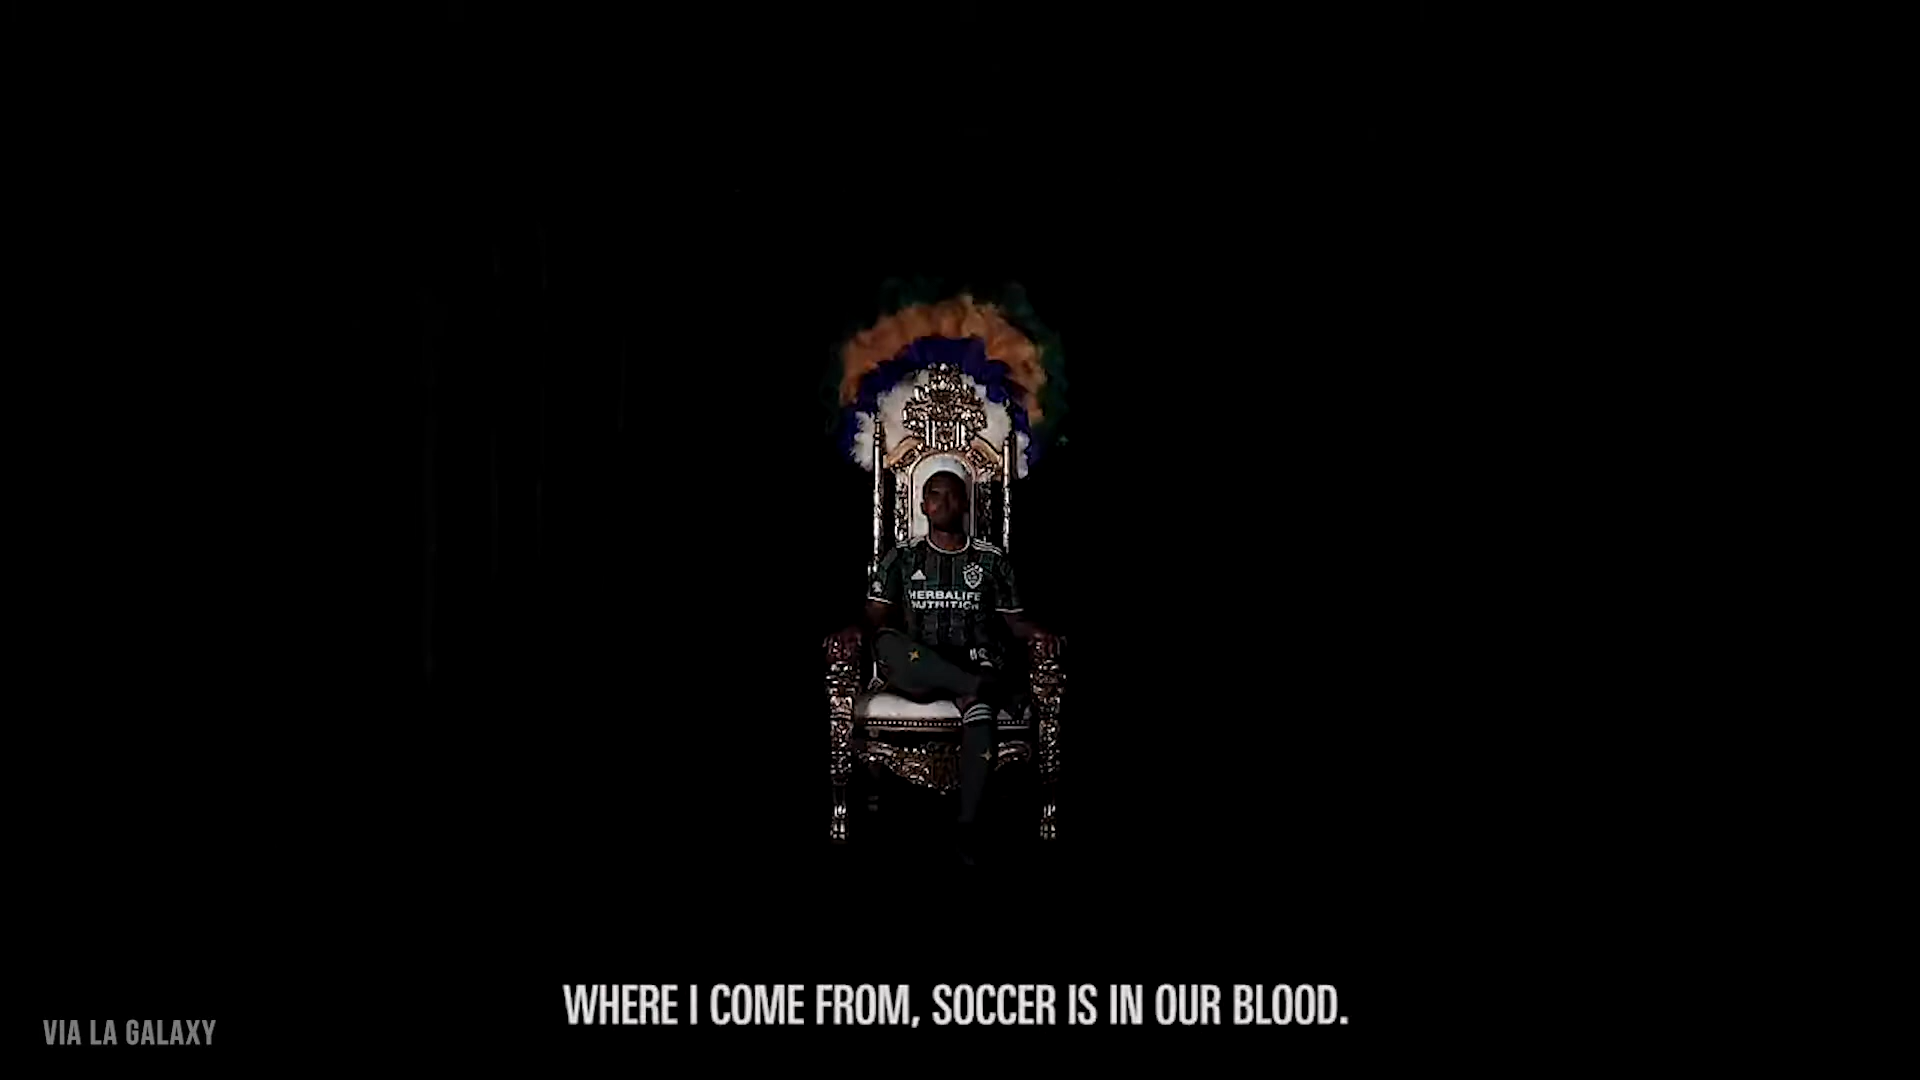 HERBALIFE
NUTRITION
WHERE I COME FROM, SOCCER IS IN OUR BLOOD.
VIA LA GALAXY